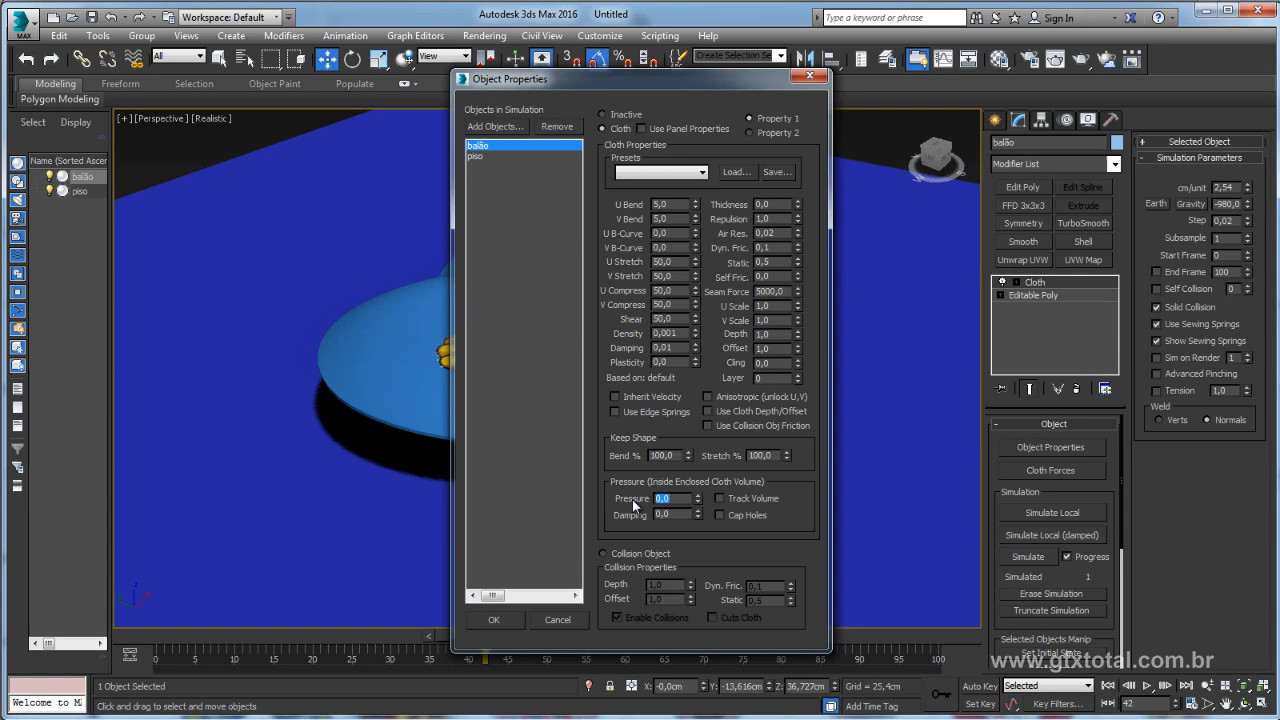 Workspace: Default
Autodesk 3ds Max 2016
Untitled
Type a keyword or phrase
Sign In
MAX
Edit
Tools
Group
Views
Create
Modifiers
Animation
Graph Editors
Rendering
Civil View
Customize
Scripting
Help
All
View
Create Selection Se
Modeling
Freeform
Selection
Object Paint
Populate
Polygon Modeling
Select
Display
Name (Sorted Ascen
balão
piso
[+] [Perspective ] [Realistic ]
Object Properties
Objects in Simulation
Add Objects...
Remove
balão
piso
OK
Cancel
Inactive
Cloth
Use Panel Properties
Property 1
Property 2
Cloth Properties
Presets
Load...
Save...
U Bend 5,0 Thickness 0,0
V Bend 5,0 Repulsion 1,0
U B-Curve 0,0 Air Res. 0,02
V B-Curve 0,0 Dyn. Fric. 0,1
U Stretch 50,0 Static 0,5
V Stretch 50,0 Self Fric. 0,0
U Compress 50,0 Seam Force 5000,0
V Compress 50,0 U Scale 1,0
Shear 50,0 V Scale 1,0
Density 0,001 Depth 1,0
Damping 0,01 Offset 1,0
Plasticity 0,0 Cling 0,0
Based on: default Layer 0
Inherit Velocity Anisotropic (unlock U,V)
Use Edge Springs Use Cloth Depth/Offset
Use Collision Obj Friction
Keep Shape
Bend % 100,0 Stretch % 100,0
Pressure (Inside Enclosed Cloth Volume)
Pressure 0,0 Track Volume
Damping 0,0 Cap Holes
Collision Object
Collision Properties
Depth 1,0 Dyn. Fric. 0,1
Offset 1,0 Static 0,5
Enable Collisions Cuts Cloth
balão
Modifier List
Edit Poly Edit Spline
FFD 3x3x3 Extrude
Symmetry TurboSmooth
Smooth Shell
Unwrap UVW UVW Map
Cloth
Editable Poly
Object
Object Properties
Cloth Forces
Simulation
Simulate Local
Simulate Local (damped)
Simulate Progress
Simulated 1
Erase Simulation
Truncate Simulation
Selected Objects Manip
Set Initial State
Selected Object
Simulation Parameters
cm/unit 2,54
Earth Gravity -980,0
Step 0,02
Subsample 1
Start Frame 0
End Frame 100
Self Collision 0
Solid Collision
Use Sewing Springs
Show Sewing Springs
Sim on Render 1
Advanced Pinching
Tension 1,0
Weld
Verts Normals
www.gfxtotal.com.br
0 5 10 15 20 25 30 35 40 45 50 55 60 65 70 75 80 85 90 95 100
1 Object Selected
X: -0,0cm Y: -13,616cm Z: 36,727cm Grid = 25,4cm
Auto Key Selected
Welcome to M
Click and drag to select and move objects
Add Time Tag
Set Key Key Filters...
42